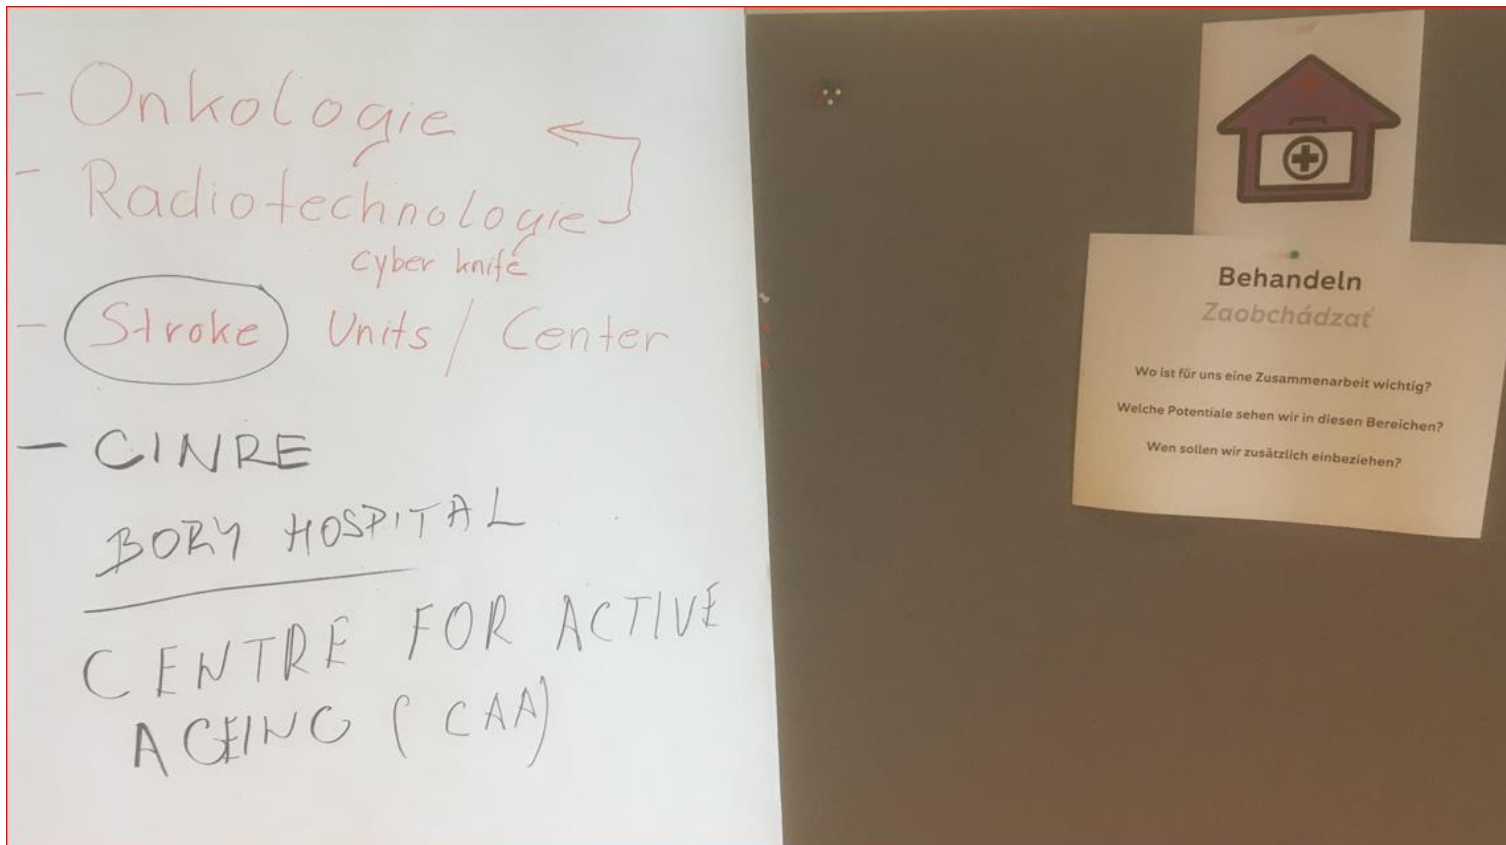 - Onkologie
- Radiotechnologie
cyber knife
- Stroke Units / Center
- CINRE
BORY HOSPITAL
CENTRE FOR ACTIVE
AGEING (CAA)
Behandeln
Zaobchádzať
Wo ist für uns eine Zusammenarbeit wichtig?
Welche Potentiale sehen wir in diesen Bereichen?
Wen sollen wir zusätzlich einbeziehen?